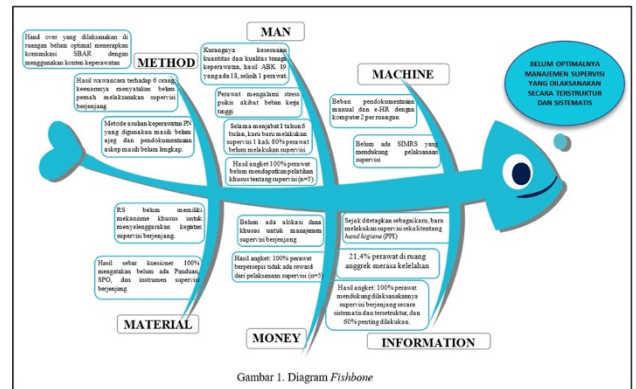 Hand over yang dilaksanakan di
ruangan belum optimal menerapkan
komunikasi SBAR dengan
menggunakan konten keperawatan
METHOD
Hasil wawancara terhadap 6 orang,
keenamnya menyatakan belum
pernah melaksanakan supervisi
berjenjang
Metode asuhan keperawatan PN
yang digunakan masih belum
ajeg dan pendokumentasian
askep masih belum lengkap.
MAN
Kurangnya kesesuaian
kuantitas dan kualitas tenaga
keperawatan, hasil ABK 19
yang ada 18, selisih 1 perawat.
Perawat mengalami stress
psikis akibat beban kerja
tinggi
Selama menjabat 1 tahun 6
bulan, karu baru melakukan
supervisi 1 kali. 80% perawat
belum melakukan supervisi.
Hasil angket 100% perawat
belum mendapatkan pelatihan
khusus tentang supervisi (n=5)
MACHINE
Beban pendokumentasian
manual dan e-HR dengan
komputer 2 per ruangan
Belum ada SIMRS yang
mendukung pelaksanaan
supervisi
BELUM OPTIMALNYA
MANAJEMEN SUPERVISI
YANG DILAKSANAKAN
SECARA TERSTRUKTUR
DAN SISTEMATIS
RS belum memiliki
mekanisme khusus untuk
menyelenggarakan kegiatan
supervisi berjenjang.
Hasil sebar kuesioner 100%
mengatakan belum ada Panduan,
SPO, dan instrumen supervisi
berjenjang.
MATERIAL
Belum ada alokasi dana
khusus untuk manajemen
supervisi berjenjang
Hasil angket: 100% perawat
berpersepsi tidak ada reward
dari pelaksanaan supervisi (n=5)
MONEY
Sejak ditetapkan sebagai karu, baru
melakukan supervisi sekali tentang
hand higiene (PPI)
21,4% perawat di ruang
anggrek merasa kelelahan
Hasil angket: 100% perawat
mendukung dilaksanakannya
supervisi berjenjang secara
sistematis dan tersetruktur, dan
60% penting dilakukan.
INFORMATION
Gambar 1. Diagram Fishbone